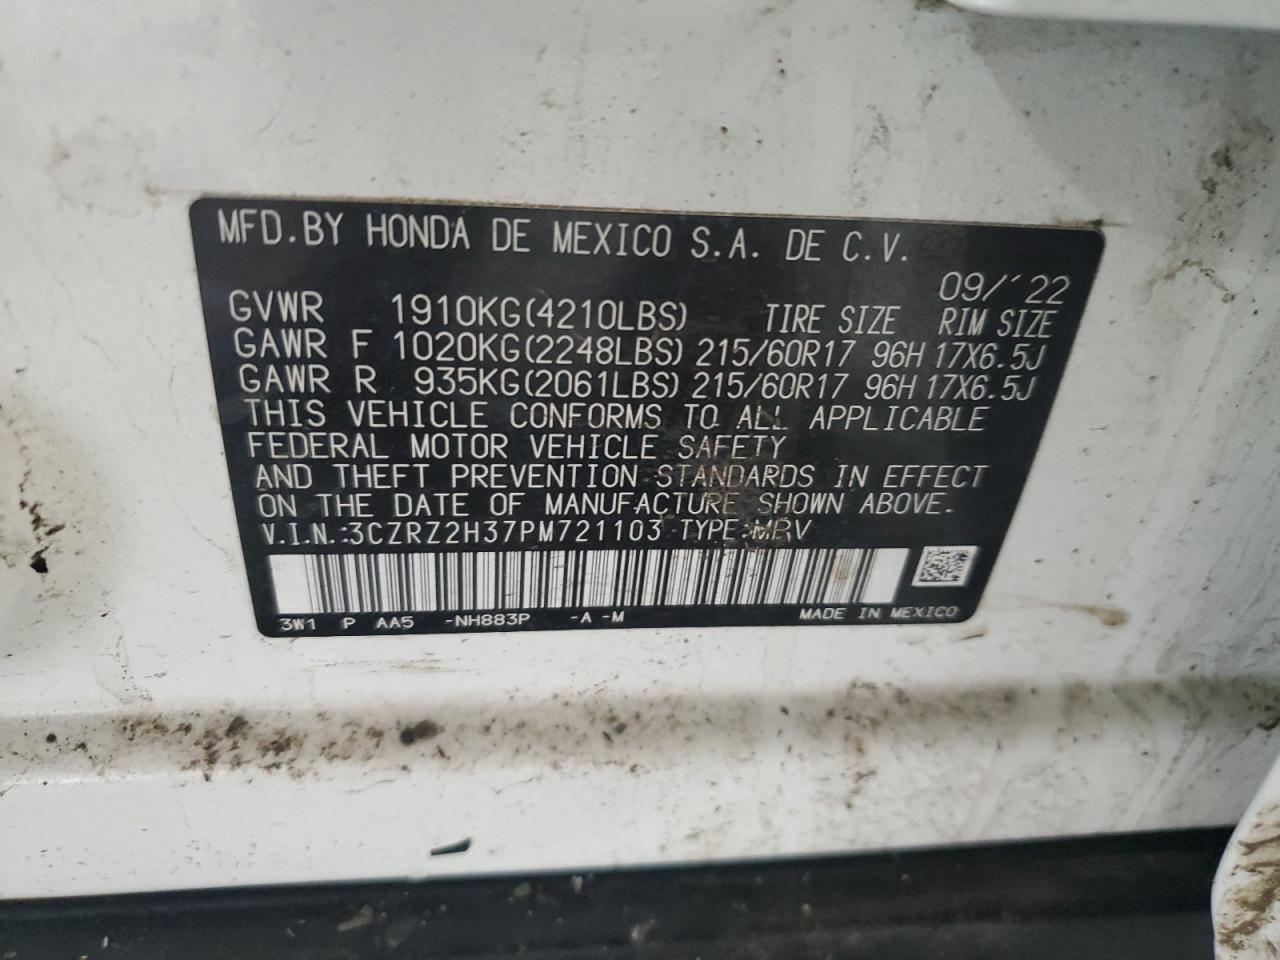 MFD. BY HONDA DE MEXICO S.A. DE C.V.
09/'22
GVWR 1910KG(4210LBS) TIRE SIZE RIM SIZE
GAWR F 1020KG(2248LBS) 215/60R17 96H 17X6.5J
GAWR R 935KG(2061LBS) 215/60R17 96H 17X6.5J
THIS VEHICLE CONFORMS TO ALL APPLICABLE
FEDERAL MOTOR VEHICLE SAFETY
AND THEFT PREVENTION STANDARDS IN EFFECT
ON THE DATE OF MANUFACTURE SHOWN ABOVE.
V.I.N.:3CZRZ2H37PM721103 TYPE:MPV
3W1 P AA5 -NH883P -A -M MADE IN MEXICO